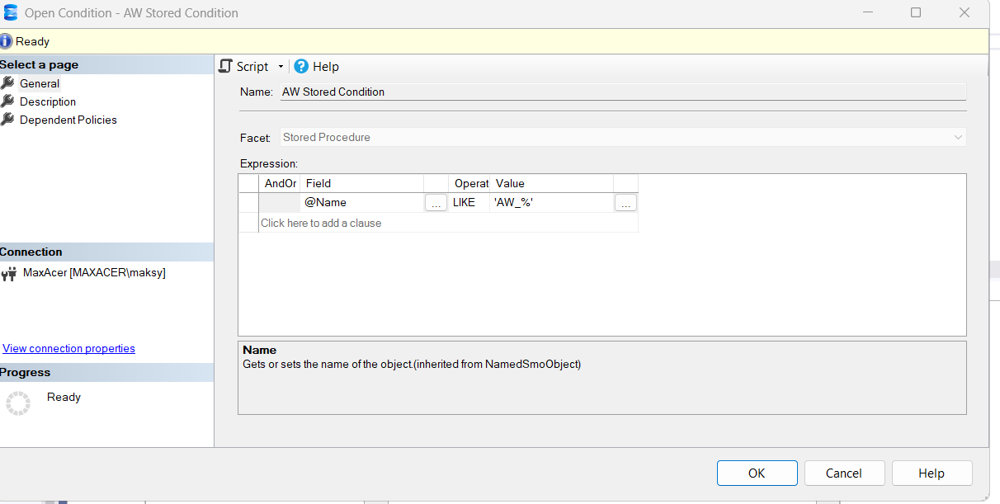 Open Condition - AW Stored Condition
Ready
Select a page
General
Description
Dependent Policies
Connection
MaxAcer [MAXACER\maksy]
View connection properties
Progress
Ready
Script Help
Name: AW Stored Condition
Facet: Stored Procedure
Expression:
AndOr Field Operat Value
@Name ... LIKE 'AW_%' ...
Click here to add a clause
Name
Gets or sets the name of the object.(inherited from NamedSmoObject)
OK Cancel Help